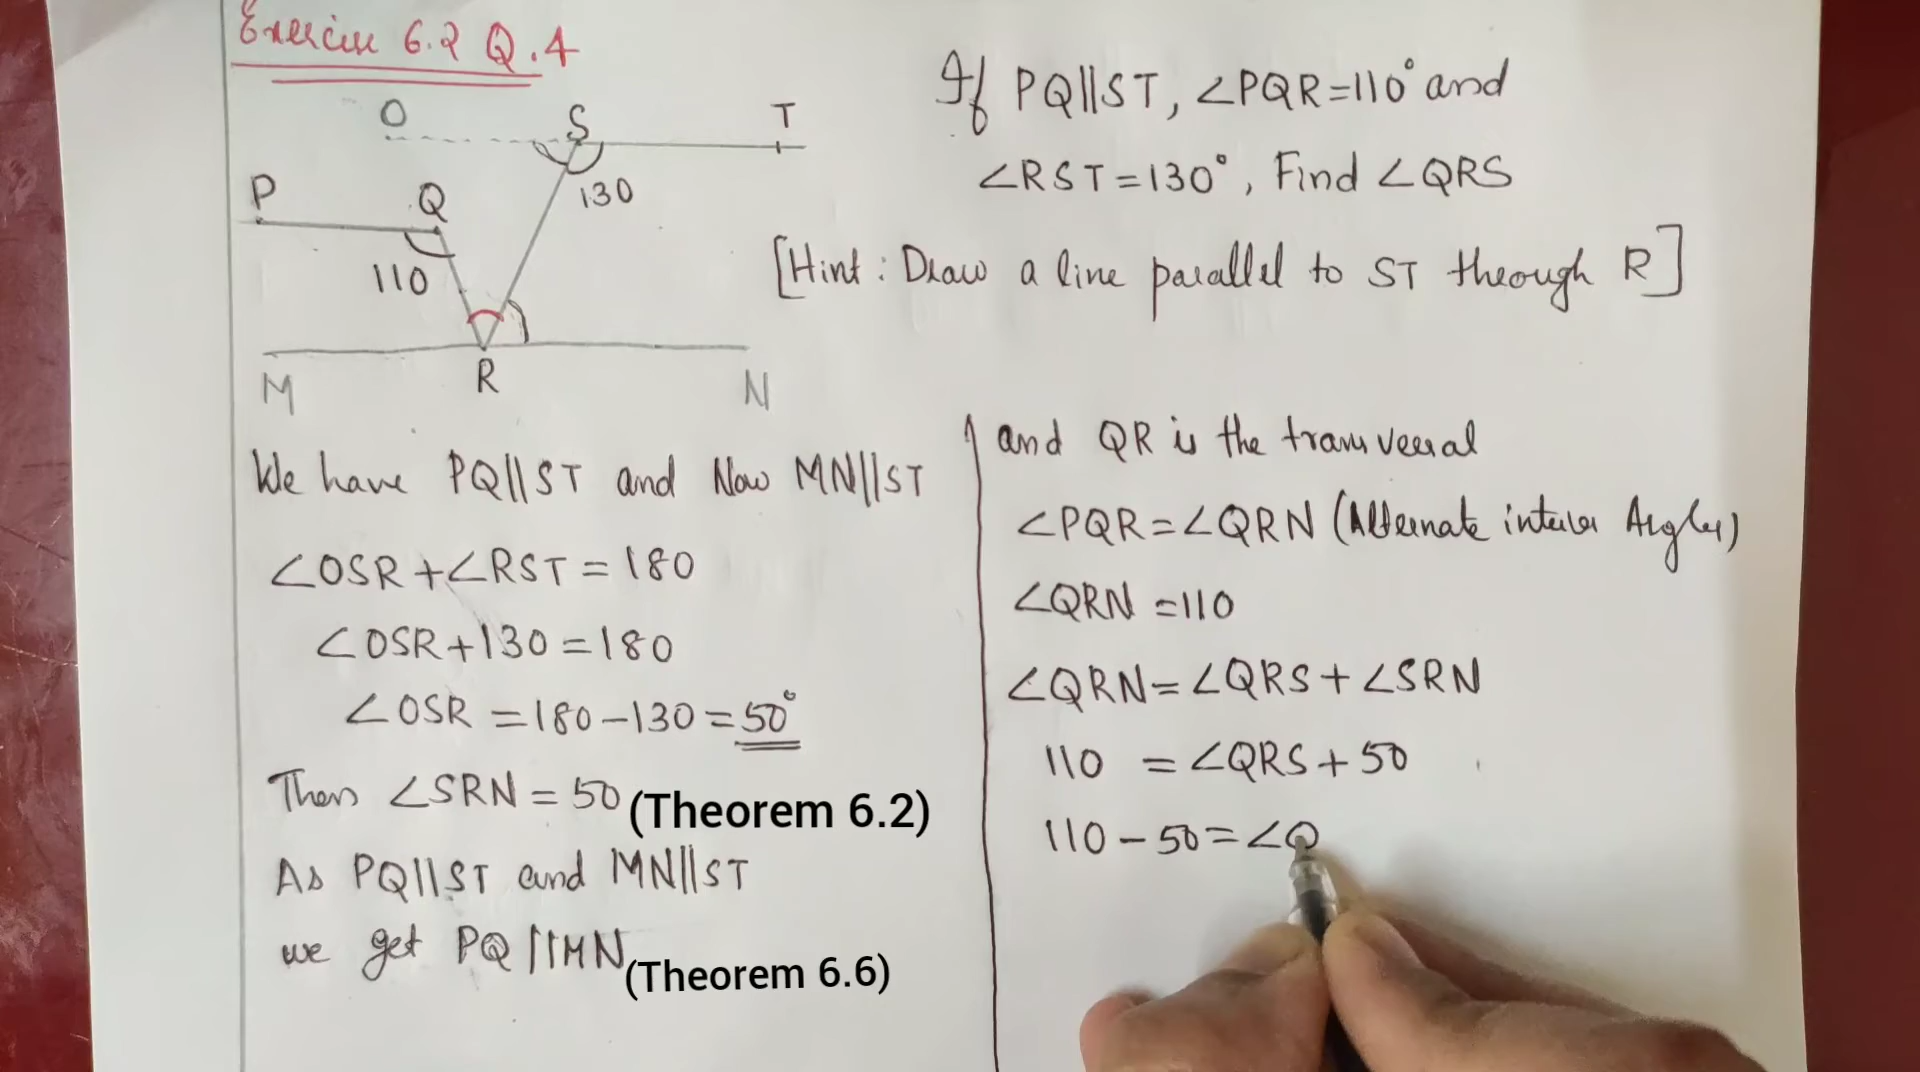 Exercise 6.2 Q.4
O S T
130
P Q
110
M R N
If PQ||ST, ∠PQR=110° and
∠RST=130°, Find ∠QRS
[Hint: Draw a line parallel to ST through R]
We have PQ||ST and Now MN||ST
∠OSR+∠RST=180
∠OSR+130=180
∠OSR=180-130=50°
Then ∠SRN=50 (Theorem 6.2)
As PQ||ST and MN||ST
we get PQ||MN (Theorem 6.6)
and QR is the transversal
∠PQR=∠QRN (Alternate interior Angles)
∠QRN=110
∠QRN=∠QRS+∠SRN
110 =∠QRS+50
110-50=∠Q